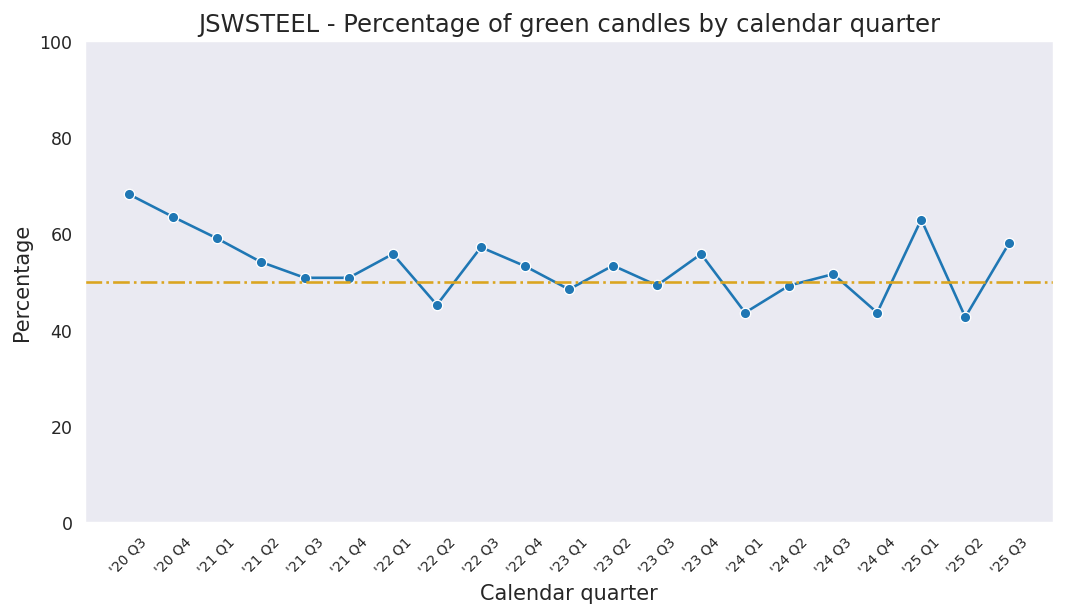 JSWSTEEL - Percentage of green candles by calendar quarter
Percentage
100
80
60
40
20
0
'20 Q3
'20 Q4
'21 Q1
'21 Q2
'21 Q3
'21 Q4
'22 Q1
'22 Q2
'22 Q3
'22 Q4
'23 Q1
'23 Q2
'23 Q3
'23 Q4
'24 Q1
'24 Q2
'24 Q3
'24 Q4
'25 Q1
'25 Q2
'25 Q3
Calendar quarter